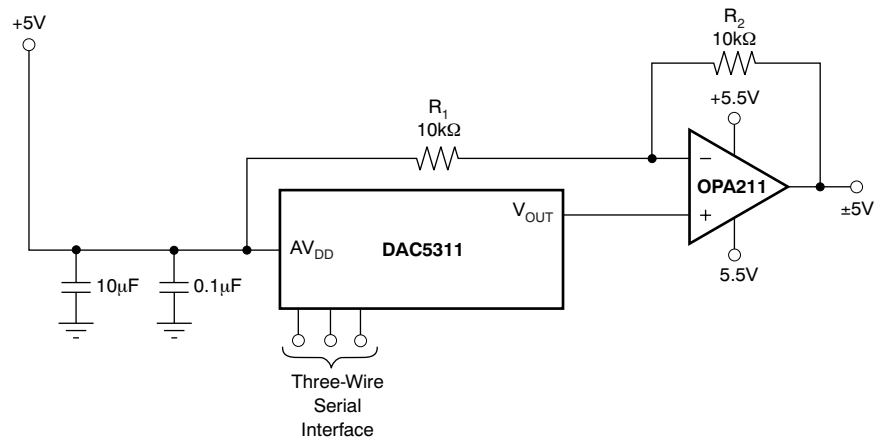 +5V
R2
10kΩ
R1
10kΩ
+5.5V
−
OPA211
+
±5V
5.5V
VOUT
AVDD
DAC5311
10μF
0.1μF
Three-Wire
Serial
Interface